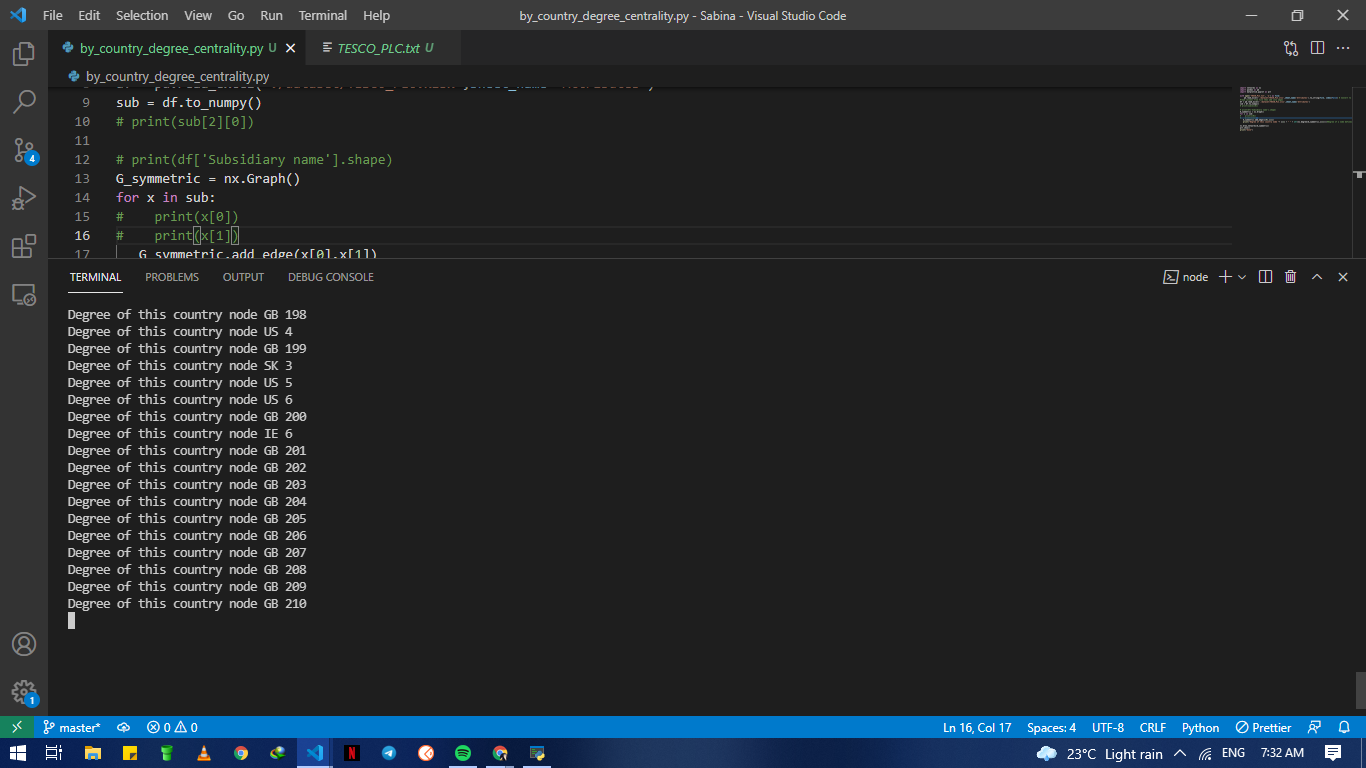 File Edit Selection View Go Run Terminal Help by_country_degree_centrality.py - Sabina - Visual Studio Code
by_country_degree_centrality.py U TESCO_PLC.txt U
by_country_degree_centrality.py
9 sub = df.to_numpy()
10 # print(sub[2][0])
11
12 # print(df['Subsidiary name'].shape)
13 G_symmetric = nx.Graph()
14 for x in sub:
15 #    print(x[0])
16 #    print(x[1])
17 G_symmetric.add_edge(x[0],x[1])
TERMINAL PROBLEMS OUTPUT DEBUG CONSOLE node
Degree of this country node GB 198
Degree of this country node US 4
Degree of this country node GB 199
Degree of this country node SK 3
Degree of this country node US 5
Degree of this country node US 6
Degree of this country node GB 200
Degree of this country node IE 6
Degree of this country node GB 201
Degree of this country node GB 202
Degree of this country node GB 203
Degree of this country node GB 204
Degree of this country node GB 205
Degree of this country node GB 206
Degree of this country node GB 207
Degree of this country node GB 208
Degree of this country node GB 209
Degree of this country node GB 210
4
1
master* 0 0 Ln 16, Col 17 Spaces: 4 UTF-8 CRLF Python Prettier
23°C Light rain ENG 7:32 AM